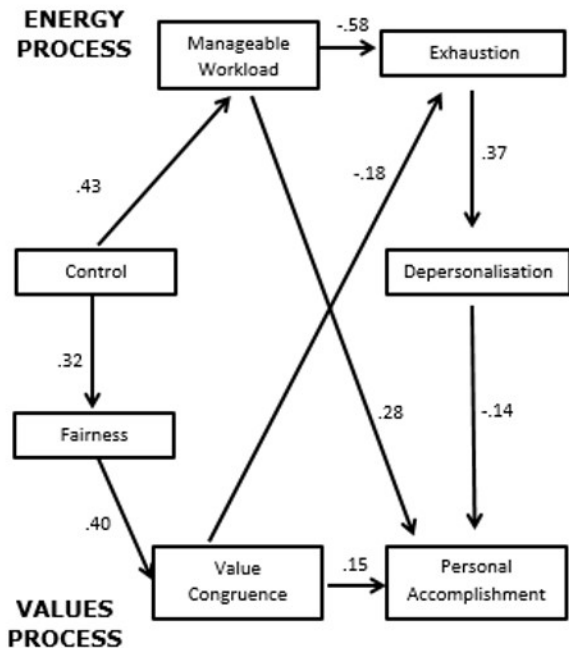 ENERGY
PROCESS
Manageable
Workload
-.58
Exhaustion
.43
-.18
.37
Control
Depersonalisation
.32
Fairness
.28
-.14
.40
Value
Congruence
.15
Personal
Accomplishment
VALUES
PROCESS